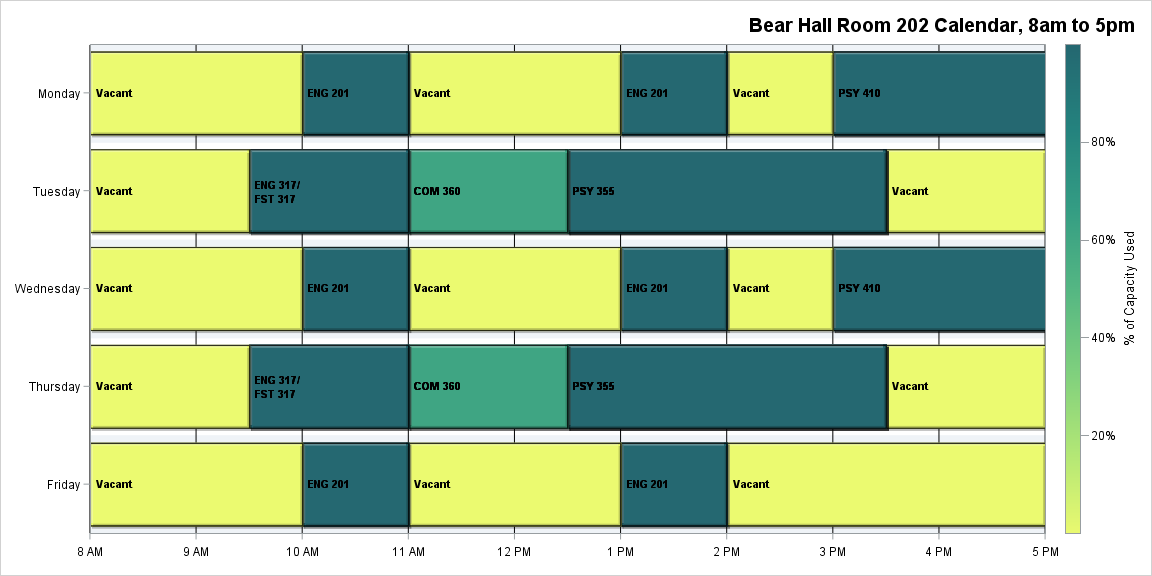 Bear Hall Room 202 Calendar, 8am to 5pm
Monday
Vacant
ENG 201
Vacant
ENG 201
Vacant
PSY 410
Tuesday
Vacant
ENG 317/
FST 317
COM 360
PSY 355
Vacant
Wednesday
Vacant
ENG 201
Vacant
ENG 201
Vacant
PSY 410
Thursday
Vacant
ENG 317/
FST 317
COM 360
PSY 355
Vacant
Friday
Vacant
ENG 201
Vacant
ENG 201
Vacant
8 AM
9 AM
10 AM
11 AM
12 PM
1 PM
2 PM
3 PM
4 PM
5 PM
80%
60%
40%
20%
% of Capacity Used